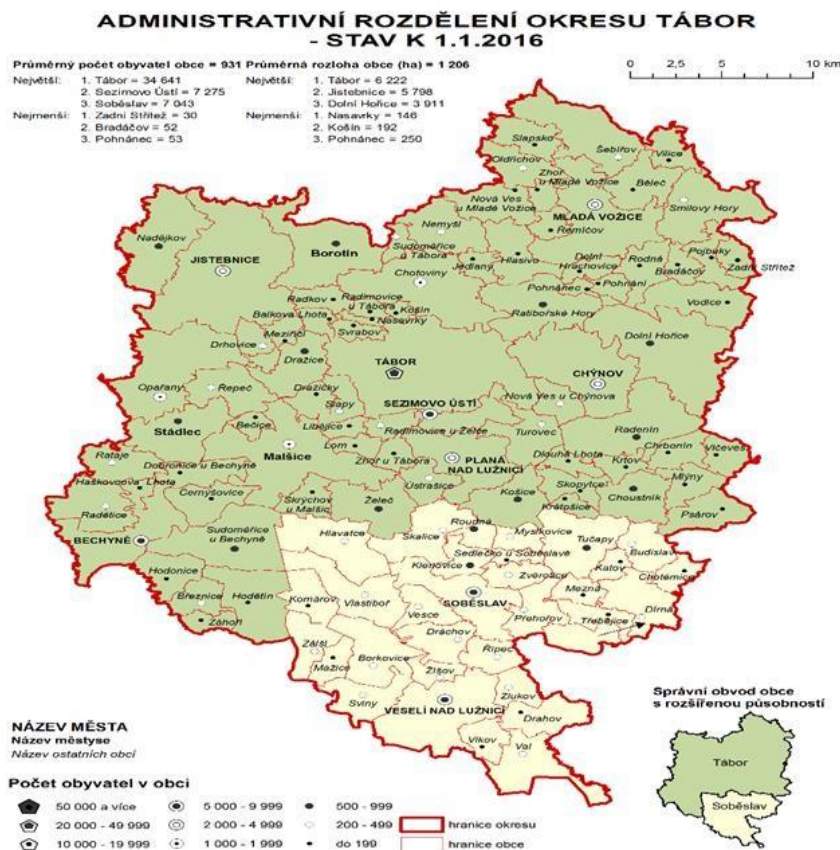 ADMINISTRATIVNÍ ROZDĚLENÍ OKRESU TÁBOR
- STAV K 1.1.2016
Průměrný počet obyvatel obce = 931 Průměrná rozloha obce (ha) = 1 206
Největší: 1. Tábor = 34 641 Největší: 1. Tábor = 6 222
2. Sezimovo Ústí = 7 275 2. Jistebnice = 5 798
3. Soběslav = 7 043 3. Dolní Hořice = 3 911
Nejmenší: 1. Zadní Střítež = 30 Nejmenší: 1. Nasavrky = 146
2. Bradáčov = 52 2. Košín = 192
3. Pohnánec = 53 3. Pohnánec = 250
0 2,5 5 10 km
Slapsko
Šebířov
Vilice
Oldřichov
Zhoř
u Mladé Vožice
Běleč
Nová Ves
u Mladé Vožice
MLADÁ VOŽICE
Smilovy Hory
Nemyšl
Řemíčov
Nadějkov
Borotín
Sudoměřice
u Tábora
JISTEBNICE
Jedlany
Hlasivo
Dolní
Hrachovice
Rodná
Pojbuky
Bradáčov
Zadní Střítež
Chotoviny
Pohnánec
Pohnání
Radkov
Radimovice
u Tábora
Košín
Ratibořské Hory
Vodice
Balkova Lhota
Nasavrky
Svrabov
Meziříčí
Drhovice
Dražice
Dolní Hořice
TÁBOR
CHÝNOV
Opařany
Řepeč
Dražičky
Slapy
SEZIMOVO ÚSTÍ
Nová Ves u Chýnova
Stádlec
Bečice
Libějice
Radimovice u Želče
Turovec
Radenín
Malšice
Lom
Zhoř u Tábora
PLANÁ
NAD LUŽNICÍ
Dlouhá Lhota
Chrbonín
Vlčeves
Rataje
Dobronice u Bechyně
Krtov
Haškovcova Lhota
Ústrašice
Skopytce
Mlýny
Černýšovice
Skrýchov
u Malšic
Želeč
Košice
Krátošice
Choustník
Radětice
Psárov
BECHYNĚ
Sudoměřice
u Bechyně
Hlavatce
Skalice
Roudná
Myslkovice
Tučapy
Budislav
Sedlečko u Soběslavě
Klenovice
Katov
Chotěmice
Hodonice
Zvěrotice
Březnice
Hodětín
Komárov
Vlastiboř
SOBĚSLAV
Mezná
Dírná
Záhoří
Vesce
Přehořov
Třebějice
Zálší
Dráchov
Mažice
Borkovice
Řípec
Žíšov
Sviny
Zlukov
VESELÍ NAD LUŽNICÍ
Drahov
Vlkov
Val
Správní obvod obce
s rozšířenou působností
Tábor
Soběslav
NÁZEV MĚSTA
Název městyse
Název ostatních obcí
Počet obyvatel v obci
50 000 a více 5 000 - 9 999 500 - 999
20 000 - 49 999 2 000 - 4 999 200 - 499 hranice okresu
10 000 - 19 999 1 000 - 1 999 do 199 hranice obce